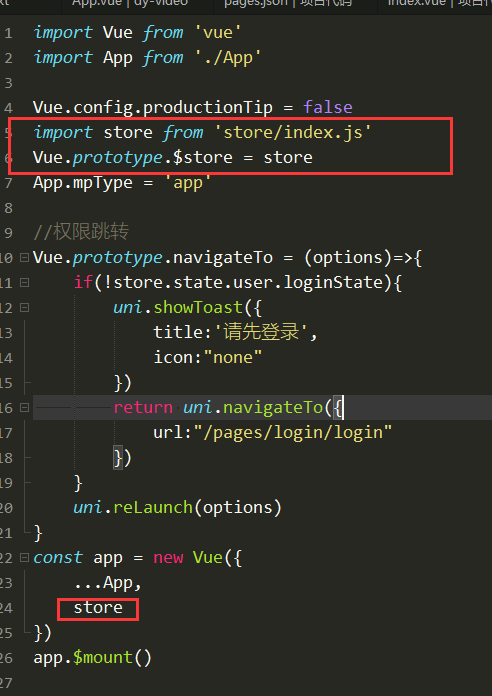 App.vue | dy-video pages.json | 项目代码 index.vue | 项目代码
1 import Vue from 'vue'
2 import App from './App'
3
4 Vue.config.productionTip = false
5 import store from 'store/index.js'
6 Vue.prototype.$store = store
7 App.mpType = 'app'
8
9 //权限跳转
10 Vue.prototype.navigateTo = (options)=>{
11 if(!store.state.user.loginState){
12 uni.showToast({
13 title:'请先登录',
14 icon:"none"
15 })
16 return uni.navigateTo({
17 url:"/pages/login/login"
18 })
19 }
20 uni.reLaunch(options)
21 }
22 const app = new Vue({
23 ...App,
24 store
25 })
26 app.$mount()
27